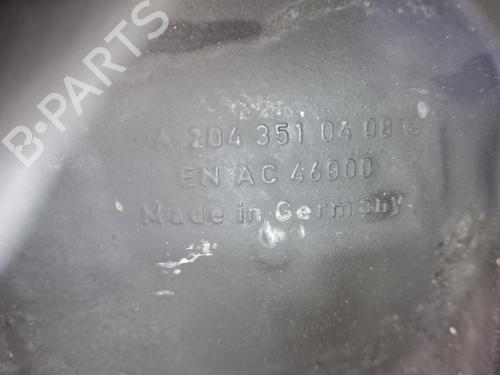 B-PARTS
A 204 351 04 08
EN AC 46000
Made in Germany